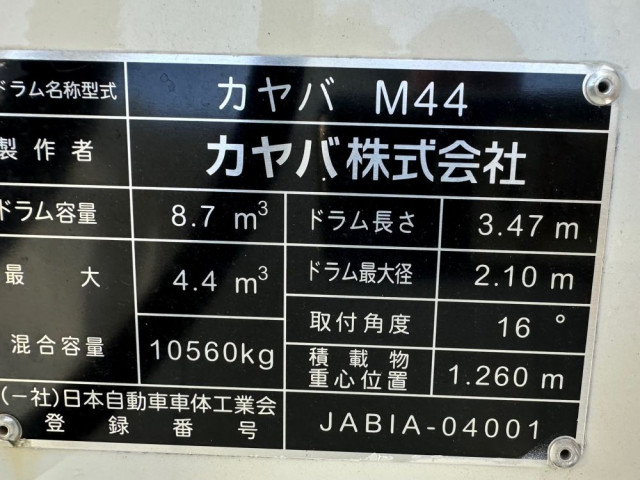 ドラム名称型式 カヤバ M44
製作者 カヤバ株式会社
ドラム容量 8.7 m³ ドラム長さ 3.47 m
最大 4.4 m³ ドラム最大径 2.10 m
取付角度 16 °
混合容量 10560kg 積載物 1.260 m
重心位置
(一社)日本自動車車体工業会 JABIA-04001
登録番号